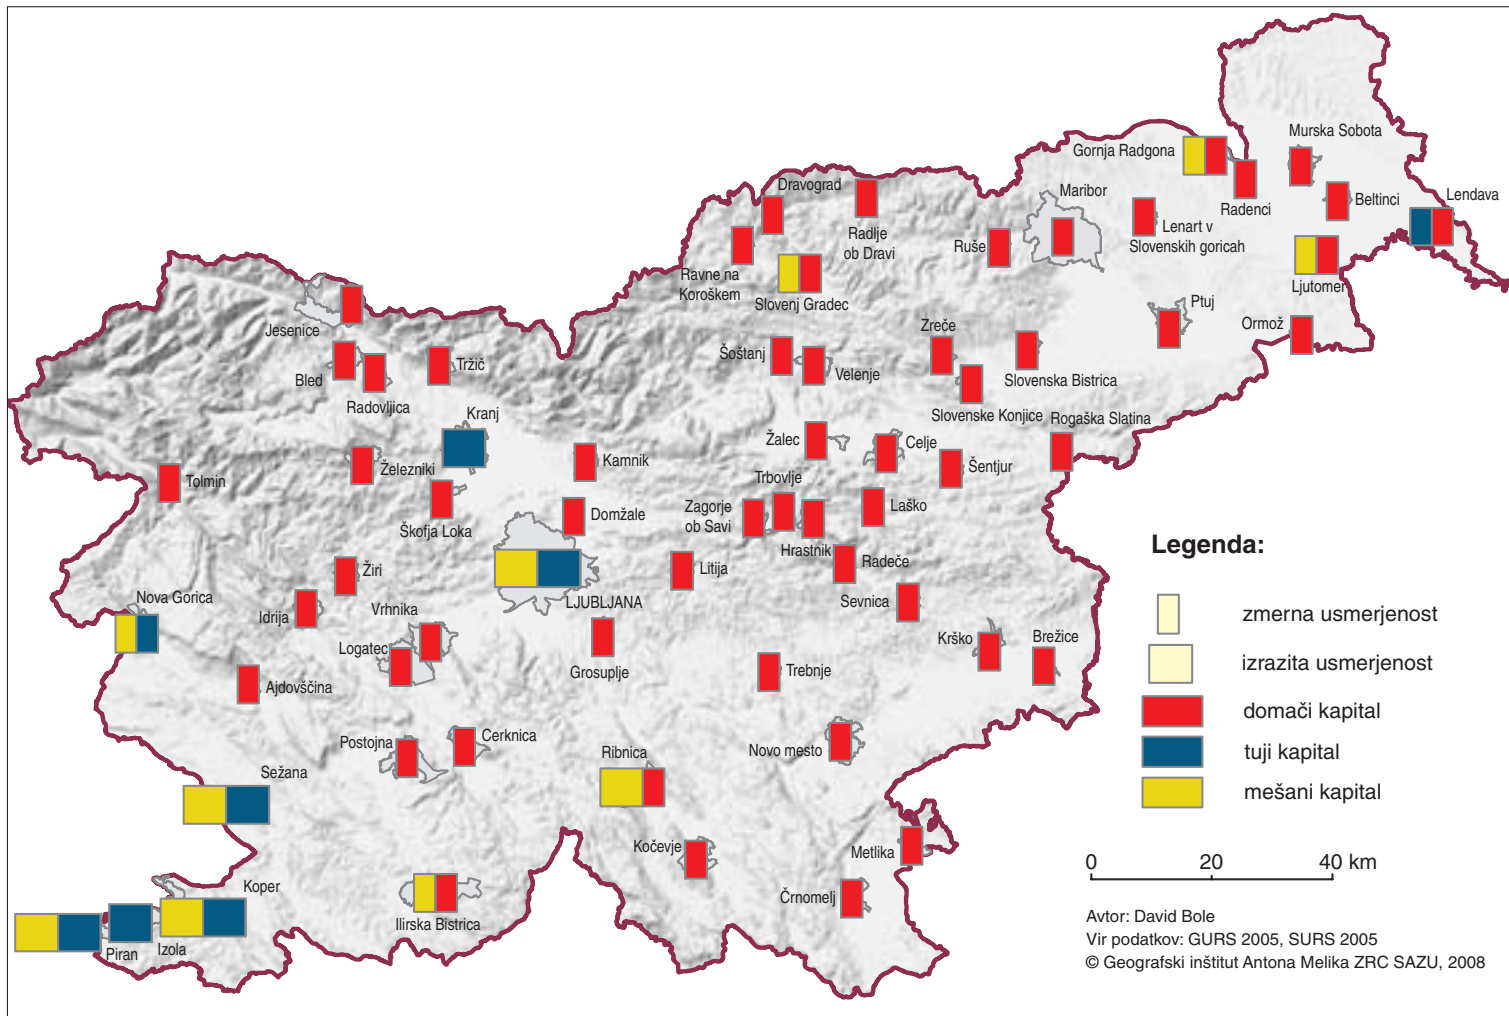 Murska Sobota
Gornja Radgona
Dravograd
Maribor
Radenci
Beltinci
Lendava
Radlje
ob Dravi
Ruše
Lenart v
Slovenskih goricah
Ravne na
Koroškem
Slovenj Gradec
Ljutomer
Ptuj
Ormož
Jesenice
Zreče
Šoštanj
Velenje
Slovenska Bistrica
Tržič
Bled
Radovljica
Slovenske Konjice
Kranj
Rogaška Slatina
Žalec
Celje
Železniki
Kamnik
Šentjur
Tolmin
Trbovlje
Zagorje
ob Savi
Laško
Domžale
Škofja Loka
Hrastnik
Radeče
Litija
Žiri
Nova Gorica
Idrija
Vrhnika
LJUBLJANA
Sevnica
Logatec
Krško
Brežice
Grosuplje
Trebnje
Ajdovščina
Postojna
Cerknica
Ribnica
Novo mesto
Sežana
Kočevje
Metlika
Koper
Črnomelj
Ilirska Bistrica
Piran
Izola
Legenda:
zmerna usmerjenost
izrazita usmerjenost
domači kapital
tuji kapital
mešani kapital
0 20 40 km
Avtor: David Bole
Vir podatkov: GURS 2005, SURS 2005
© Geografski inštitut Antona Melika ZRC SAZU, 2008